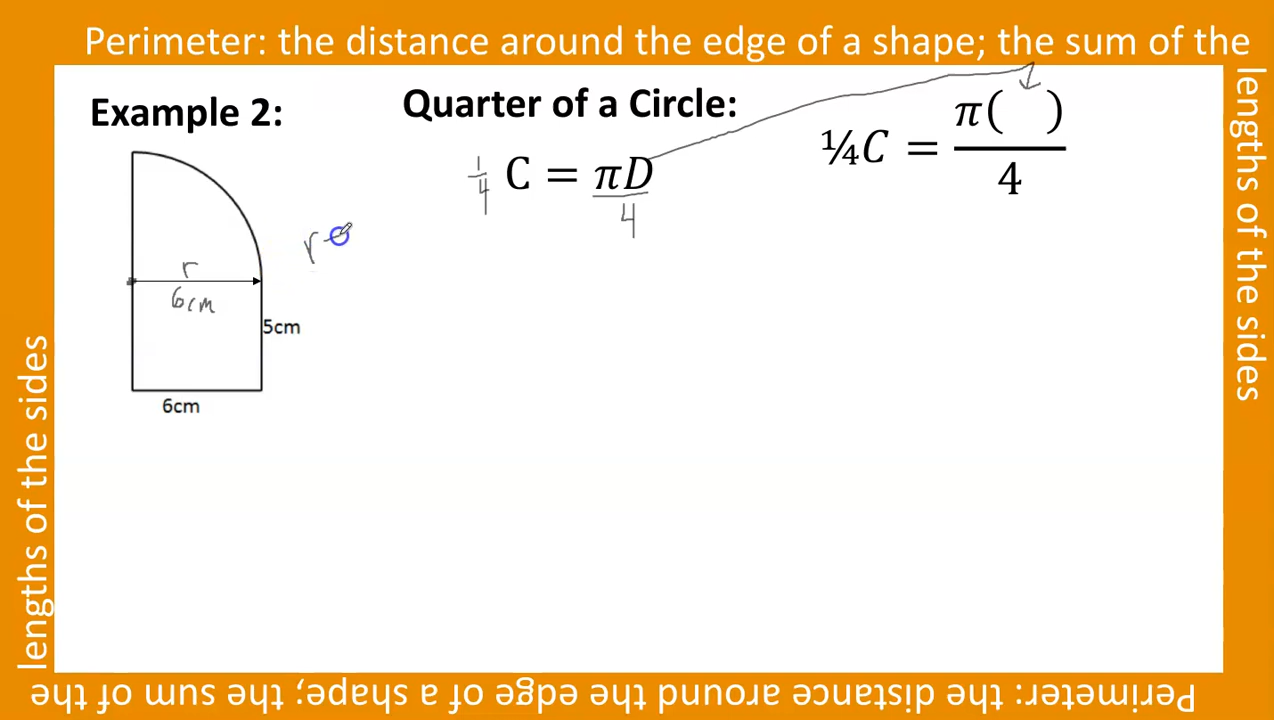 Perimeter: the distance around the edge of a shape; the sum of the
lengths of the sides
Example 2:
Quarter of a Circle:
1/4 C = πD/4
¼C = π( )/4
r
6cm
5cm
6cm
r
Perimeter: the distance around the edge of a shape; the sum of the
lengths of the sides